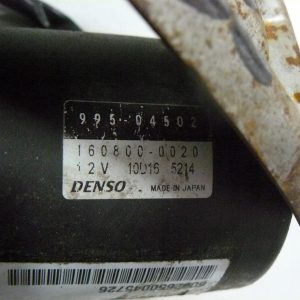 995-04502
160800-0020
12V 10D16 5214
DENSO MADE IN JAPAN